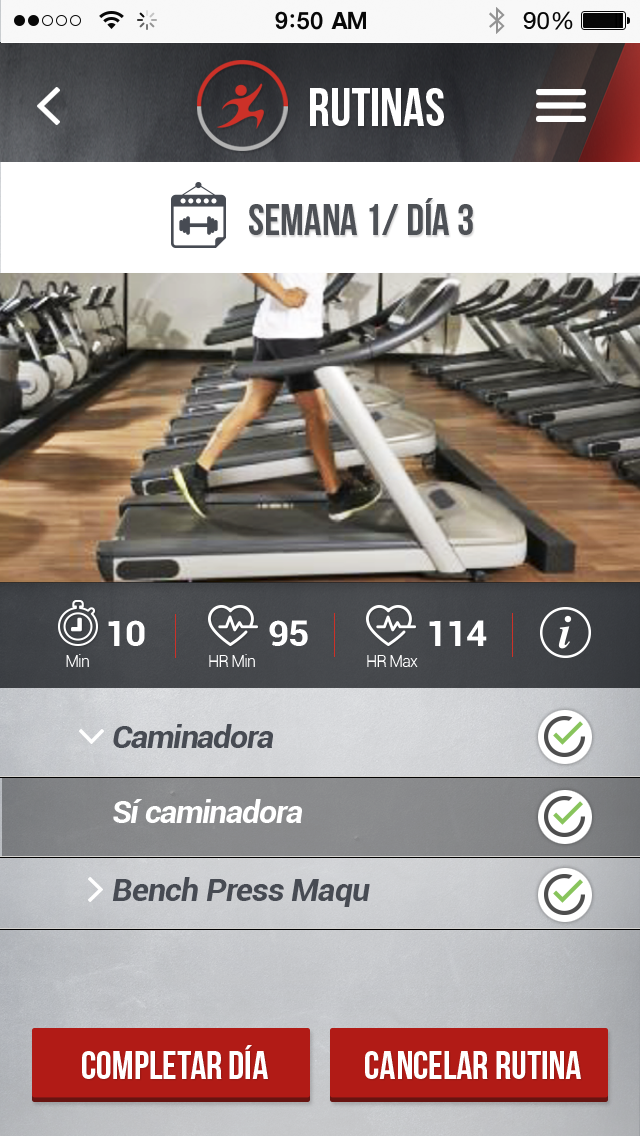 9:50 AM
90%
RUTINAS
SEMANA 1/ DÍA 3
10
Min
95
HR Min
114
HR Max
i
Caminadora
Sí caminadora
Bench Press Maqu
COMPLETAR DÍA
CANCELAR RUTINA